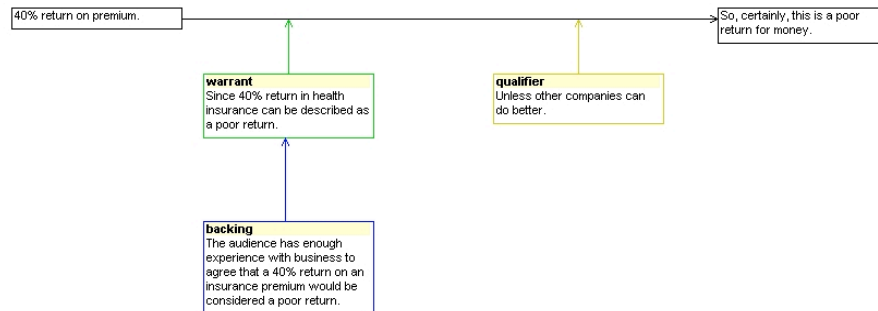 40% return on premium.
So, certainly, this is a poor
return for money.
warrant
Since 40% return in health
insurance can be described as
a poor return.
qualifier
Unless other companies can
do better.
backing
The audience has enough
experience with business to
agree that a 40% return on an
insurance premium would be
considered a poor return.